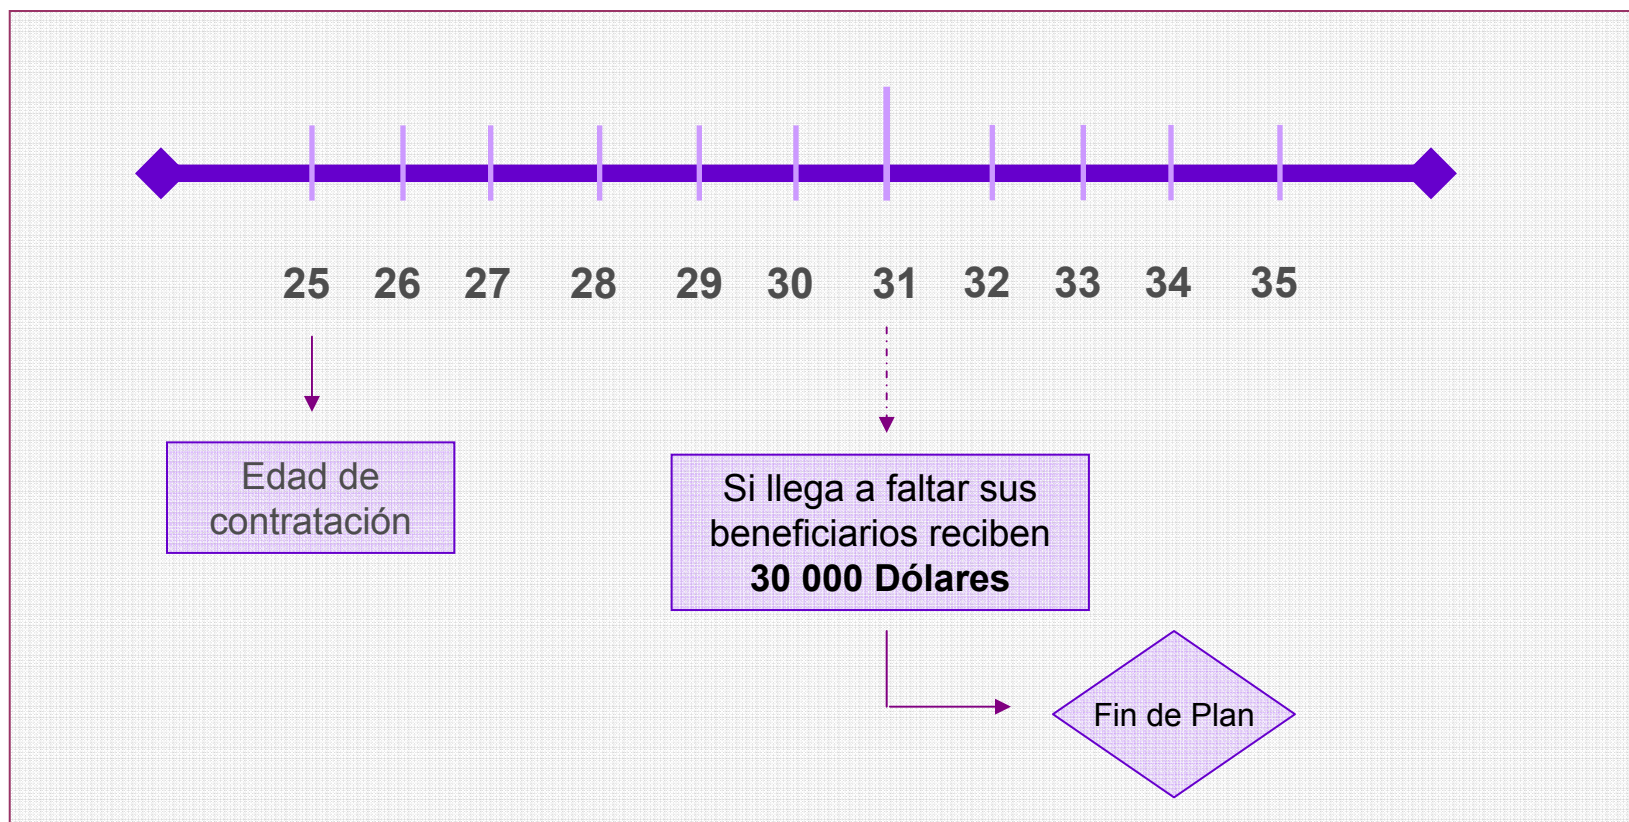 25 26 27 28 29 30 31 32 33 34 35
Edad de
contratación
Si llega a faltar sus
beneficiarios reciben
30 000 Dólares
Fin de Plan